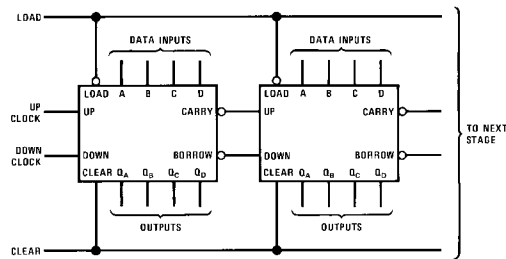 LOAD
DATA INPUTS
DATA INPUTS
LOAD A B C D
LOAD A B C D
UP CLOCK
UP
CARRY
UP
CARRY
TO NEXT STAGE
DOWN CLOCK
DOWN
BORROW
DOWN
BORROW
CLEAR QA QB QC QD
CLEAR QA QB QC QD
OUTPUTS
OUTPUTS
CLEAR